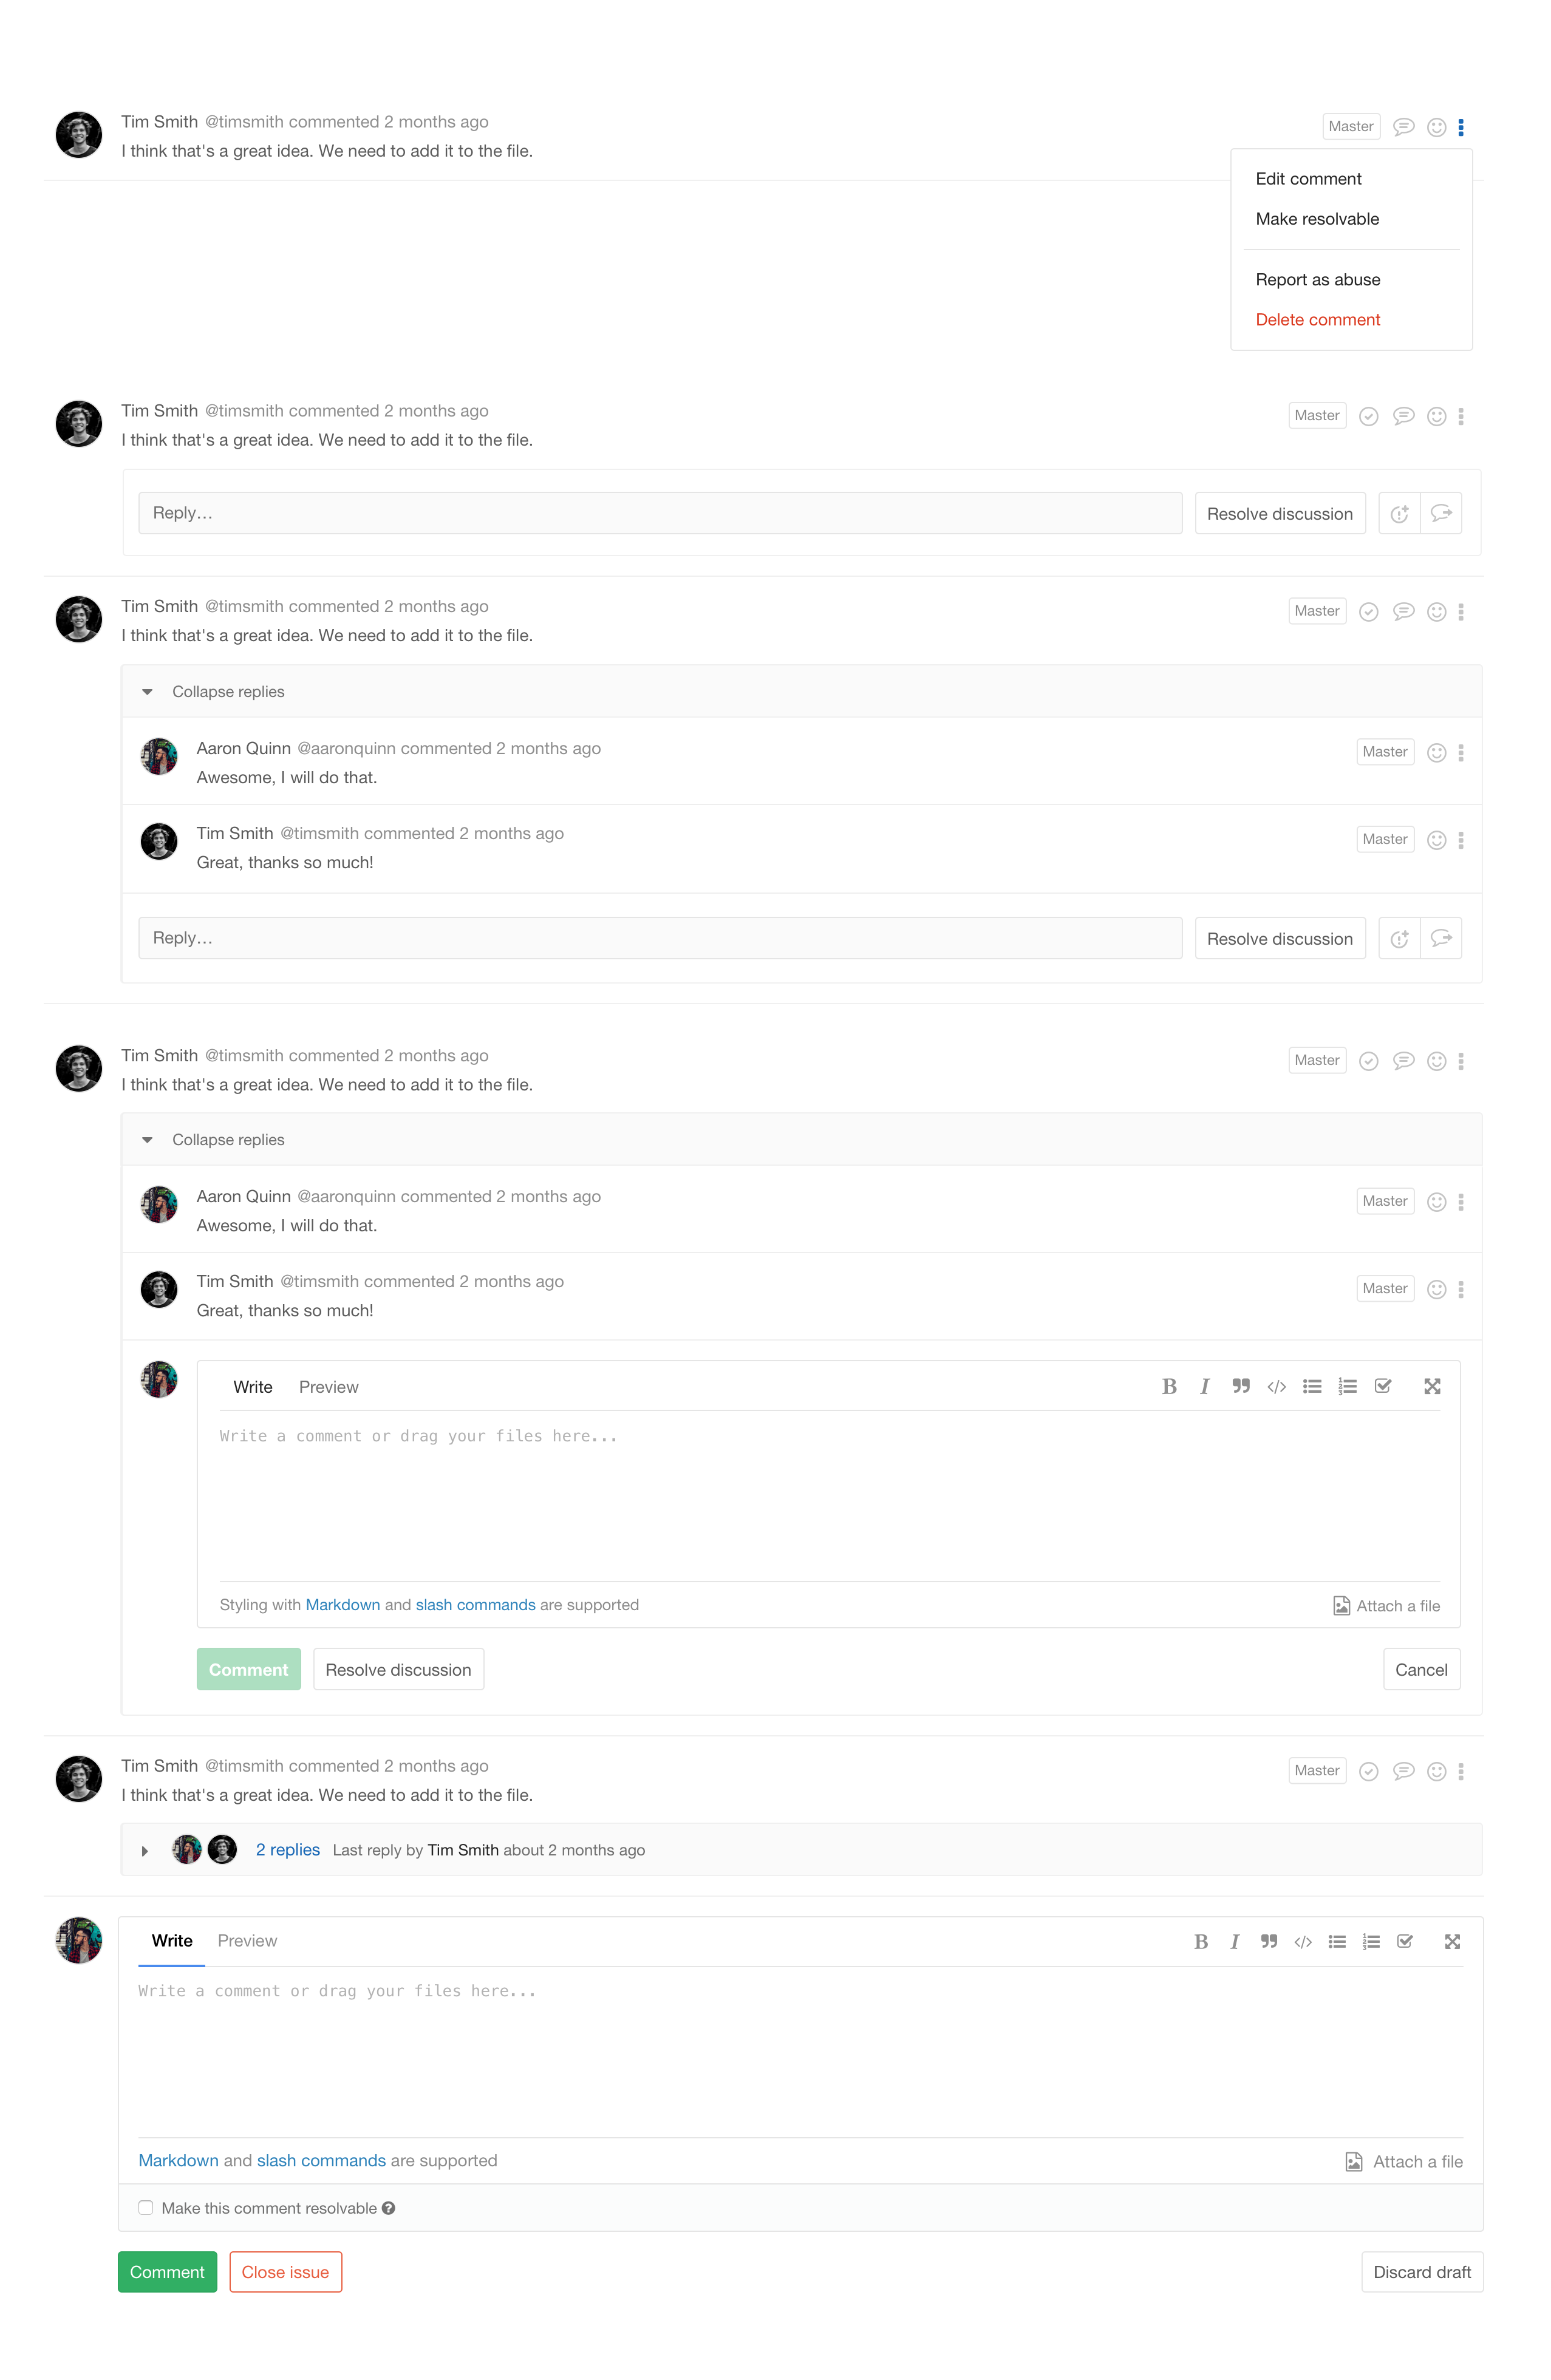 Tim Smith @timsmith commented 2 months ago Master
I think that's a great idea. We need to add it to the file.
Edit comment
Make resolvable
Report as abuse
Delete comment
Tim Smith @timsmith commented 2 months ago Master
I think that's a great idea. We need to add it to the file.
Reply... Resolve discussion
Tim Smith @timsmith commented 2 months ago Master
I think that's a great idea. We need to add it to the file.
Collapse replies
Aaron Quinn @aaronquinn commented 2 months ago Master
Awesome, I will do that.
Tim Smith @timsmith commented 2 months ago Master
Great, thanks so much!
Reply... Resolve discussion
Tim Smith @timsmith commented 2 months ago Master
I think that's a great idea. We need to add it to the file.
Collapse replies
Aaron Quinn @aaronquinn commented 2 months ago Master
Awesome, I will do that.
Tim Smith @timsmith commented 2 months ago Master
Great, thanks so much!
Write Preview
Write a comment or drag your files here...
Styling with Markdown and slash commands are supported Attach a file
Comment Resolve discussion Cancel
Tim Smith @timsmith commented 2 months ago Master
I think that's a great idea. We need to add it to the file.
2 replies Last reply by Tim Smith about 2 months ago
Write Preview
Write a comment or drag your files here...
Markdown and slash commands are supported Attach a file
Make this comment resolvable
Comment Close issue Discard draft